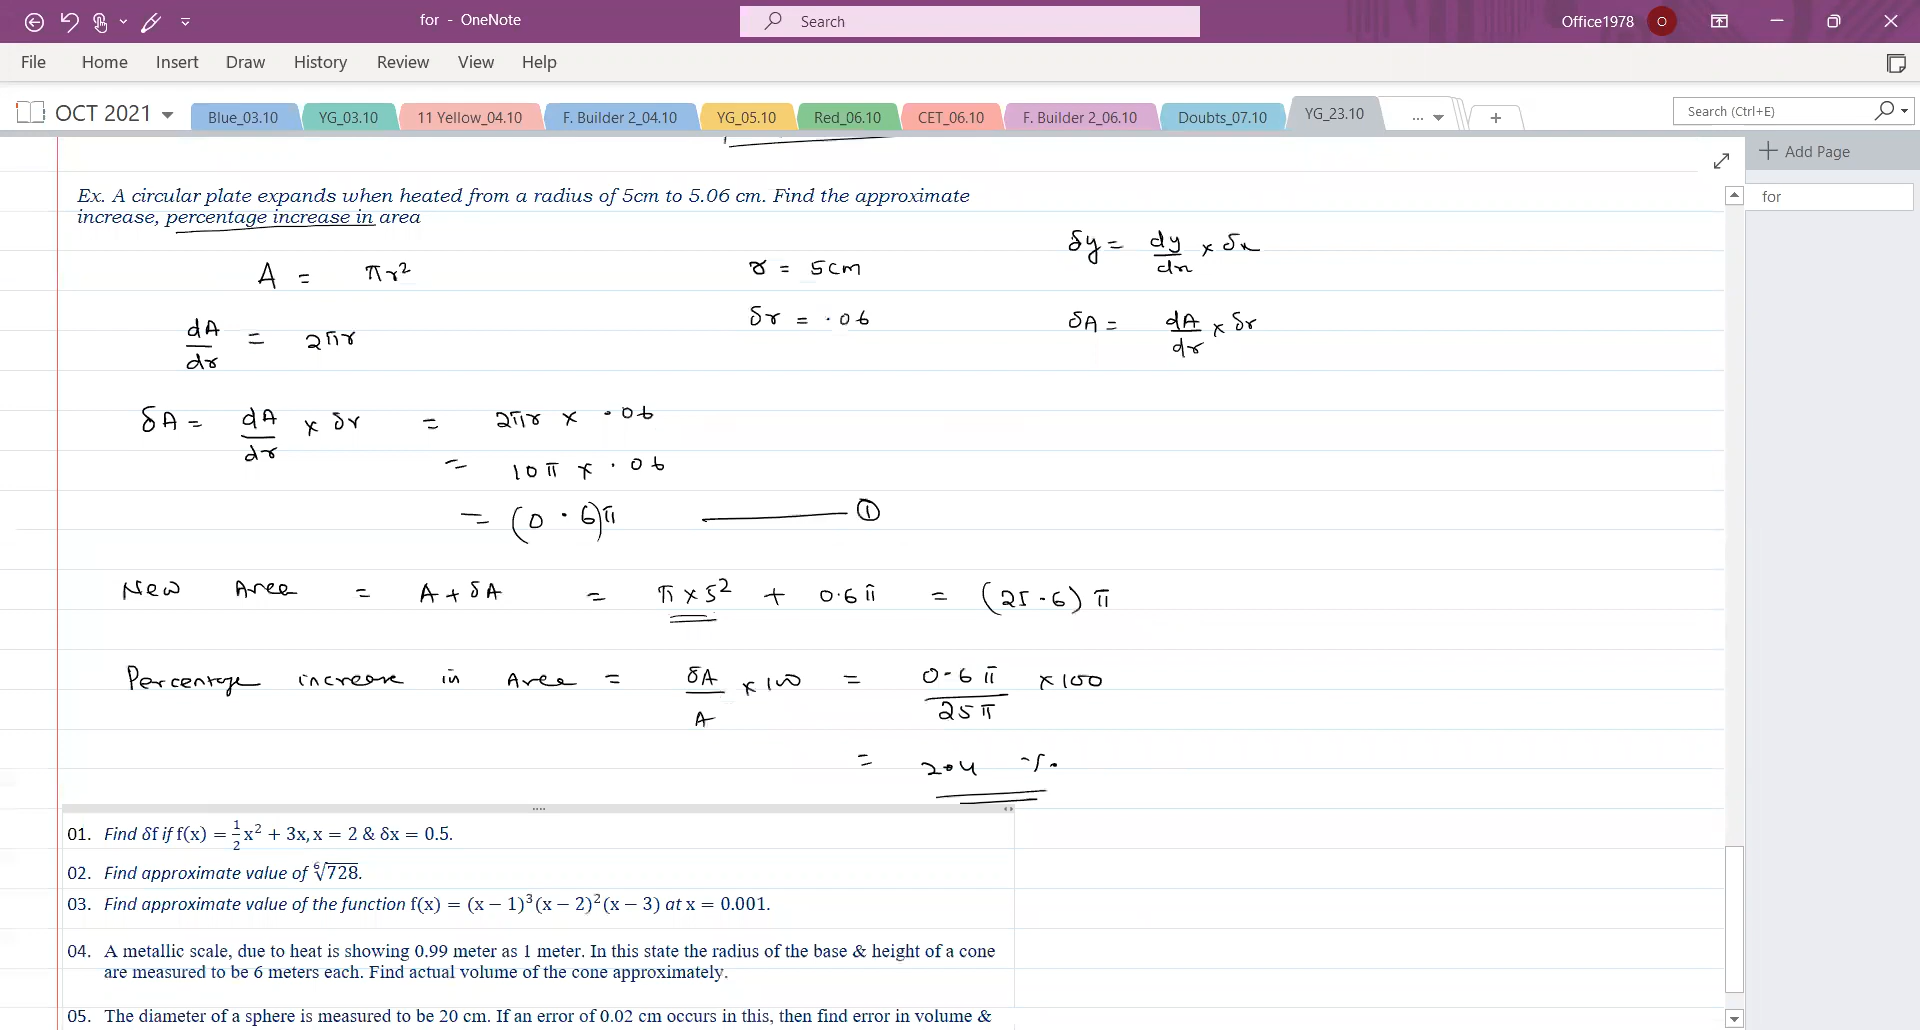 for - OneNote
Search
Office1978
O
File Home Insert Draw History Review View Help
OCT 2021
Blue_03.10 YG_03.10 11 Yellow_04.10 F. Builder 2_04.10 YG_05.10 Red_06.10 CET_06.10 F. Builder 2_06.10 Doubts_07.10 YG_23.10 ... +
Search (Ctrl+E)
+ Add Page
for
Ex. A circular plate expands when heated from a radius of 5cm to 5.06 cm. Find the approximate
increase, percentage increase in area
δy = dy/dx × δx
A = πr²
r = 5cm
δr = .06
δA = dA/dr × δr
dA/dr = 2πr
δA = dA/dr × δr = 2πr × .06
= 10π × .06
= (0.6)π ——— ①
New Area = A + δA = π × 5² + 0.6π = (25.6) π
Percentage increase in Area = δA/A × 100 = 0.6π/25π × 100
= 2.4 %
01. Find δf if f(x) = 1/2 x² + 3x, x = 2 & δx = 0.5.
02. Find approximate value of ⁶√728.
03. Find approximate value of the function f(x) = (x − 1)³(x − 2)²(x − 3) at x = 0.001.
04. A metallic scale, due to heat is showing 0.99 meter as 1 meter. In this state the radius of the base & height of a cone
are measured to be 6 meters each. Find actual volume of the cone approximately.
05. The diameter of a sphere is measured to be 20 cm. If an error of 0.02 cm occurs in this, then find error in volume &